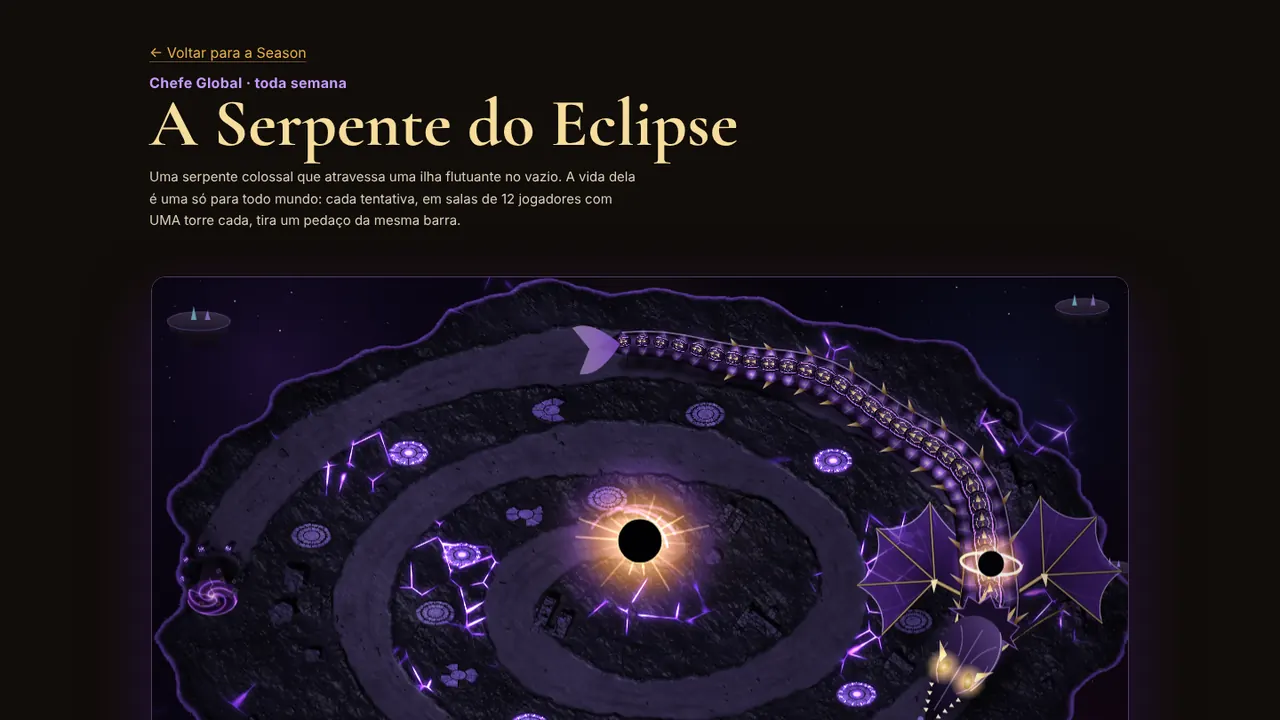 ← Voltar para a Season
Chefe Global · toda semana
A Serpente do Eclipse
Uma serpente colossal que atravessa uma ilha flutuante no vazio. A vida dela
é uma só para todo mundo: cada tentativa, em salas de 12 jogadores com
UMA torre cada, tira um pedaço da mesma barra.